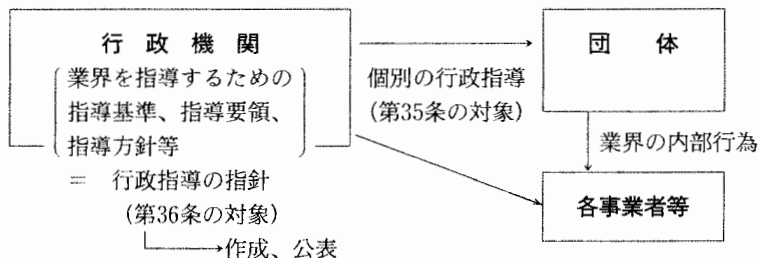 行政機関
業界を指導するための
指導基準、指導要領、
指導方針等
= 行政指導の指針
(第36条の対象)
作成、公表
個別の行政指導
(第35条の対象)
団体
業界の内部行為
各事業者等